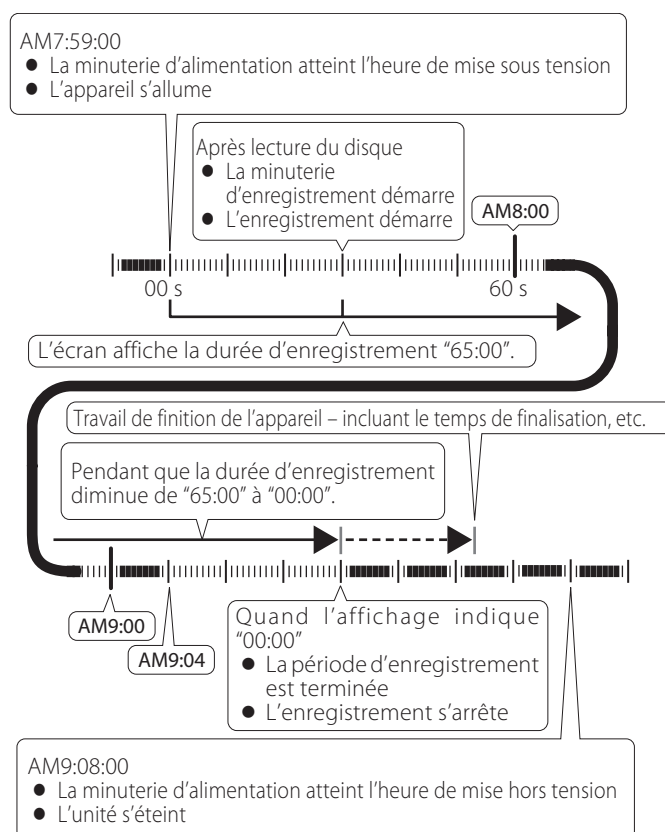 AM7:59:00
● La minuterie d’alimentation atteint l’heure de mise sous tension
● L’appareil s’allume
Après lecture du disque
● La minuterie
d’enregistrement démarre
● L’enregistrement démarre
AM8:00
00 s
60 s
L’écran affiche la durée d’enregistrement “65:00”.
Travail de finition de l’appareil – incluant le temps de finalisation, etc.
Pendant que la durée d’enregistrement
diminue de “65:00” à “00:00”.
AM9:00
AM9:04
Quand l’affichage indique
“00:00”
● La période d’enregistrement
est terminée
● L’enregistrement s’arrête
AM9:08:00
● La minuterie d’alimentation atteint l’heure de mise hors tension
● L’unité s’éteint